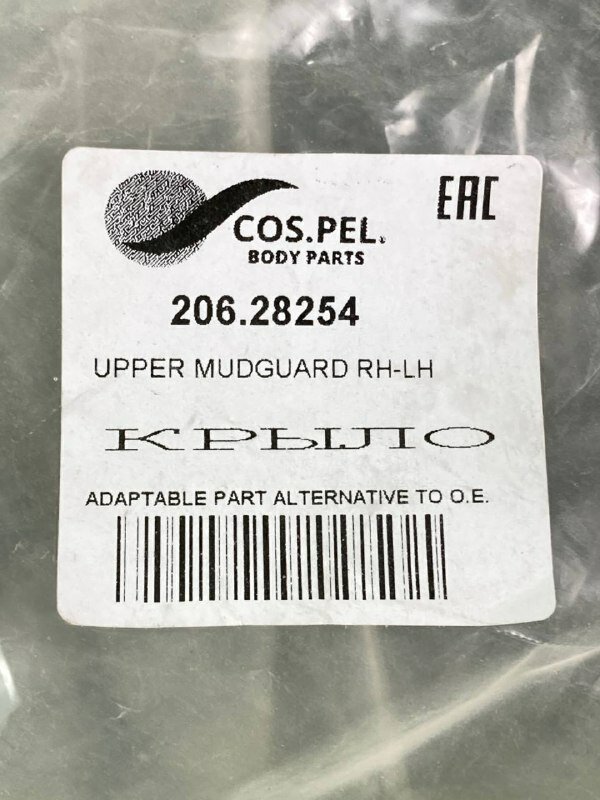 EAC
COS.PEL.
BODY PARTS
206.28254
UPPER MUDGUARD RH-LH
КРЫЛО
ADAPTABLE PART ALTERNATIVE TO O.E.